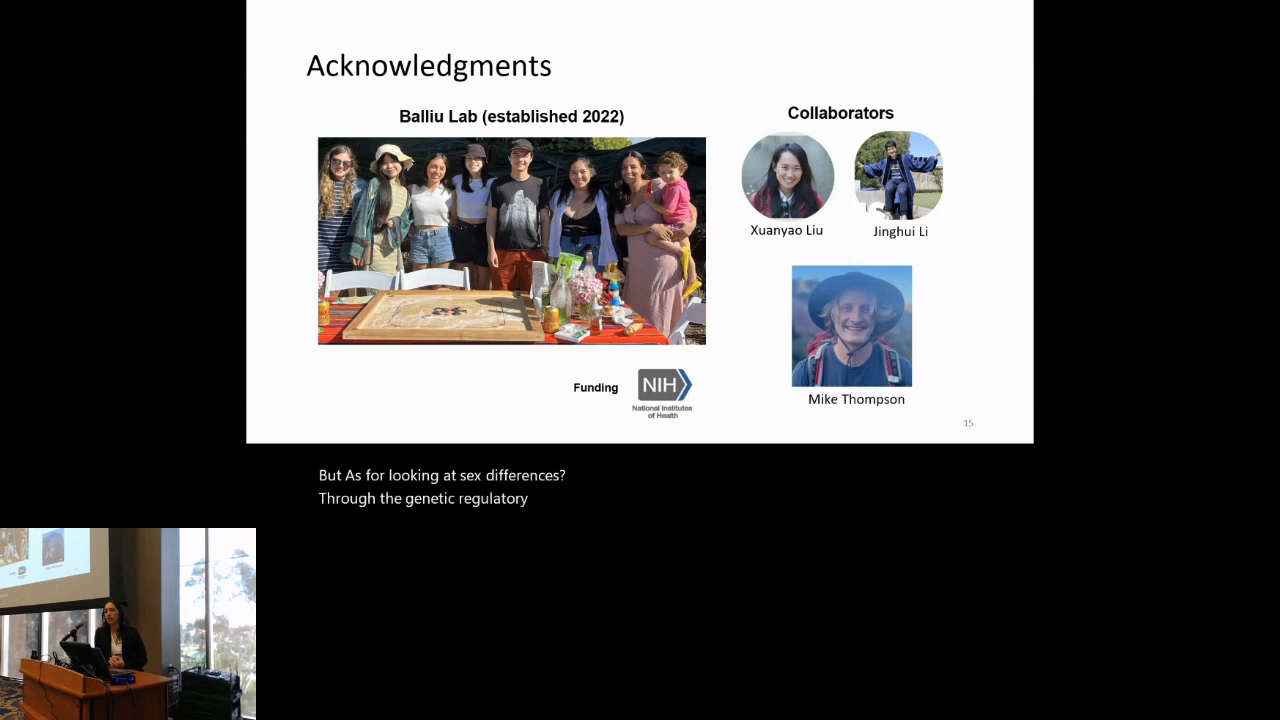 Acknowledgments
Balliu Lab (established 2022)
Collaborators
Xuanyao Liu
Jinghui Li
Mike Thompson
Funding
NIH
National Institutes
of Health
15
But As for looking at sex differences?
Through the genetic regulatory